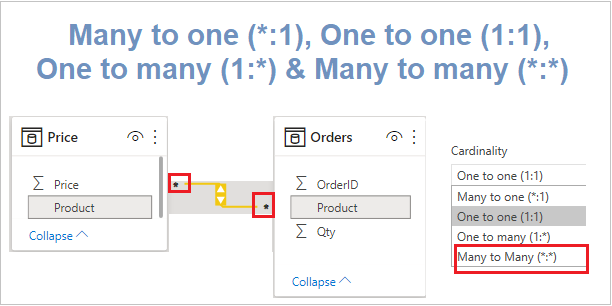 Many to one (*:1), One to one (1:1),
One to many (1:*) & Many to many (*:*)
Price
Σ Price
Product
Collapse
*
*
Orders
Σ OrderID
Product
Σ Qty
Collapse
Cardinality
One to one (1:1)
Many to one (*:1)
One to one (1:1)
One to many (1:*)
Many to Many (*:*)